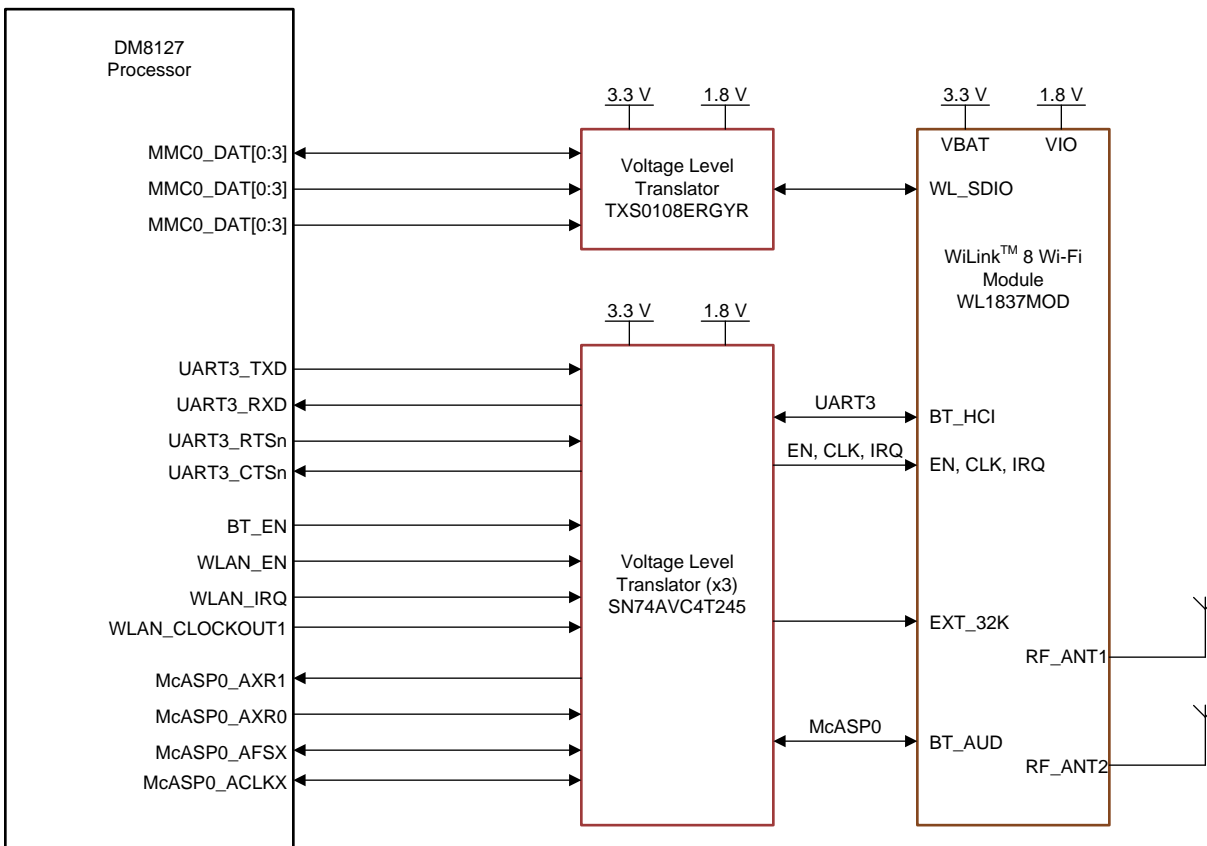 DM8127
Processor
MMC0_DAT[0:3]
MMC0_DAT[0:3]
MMC0_DAT[0:3]
UART3_TXD
UART3_RXD
UART3_RTSn
UART3_CTSn
BT_EN
WLAN_EN
WLAN_IRQ
WLAN_CLOCKOUT1
McASP0_AXR1
McASP0_AXR0
McASP0_AFSX
McASP0_ACLKX
3.3 V
1.8 V
Voltage Level
Translator
TXS0108ERGYR
3.3 V
1.8 V
Voltage Level
Translator (x3)
SN74AVC4T245
UART3
EN, CLK, IRQ
McASP0
3.3 V
1.8 V
VBAT
VIO
WL_SDIO
WiLink™ 8 Wi-Fi
Module
WL1837MOD
BT_HCI
EN, CLK, IRQ
EXT_32K
RF_ANT1
BT_AUD
RF_ANT2